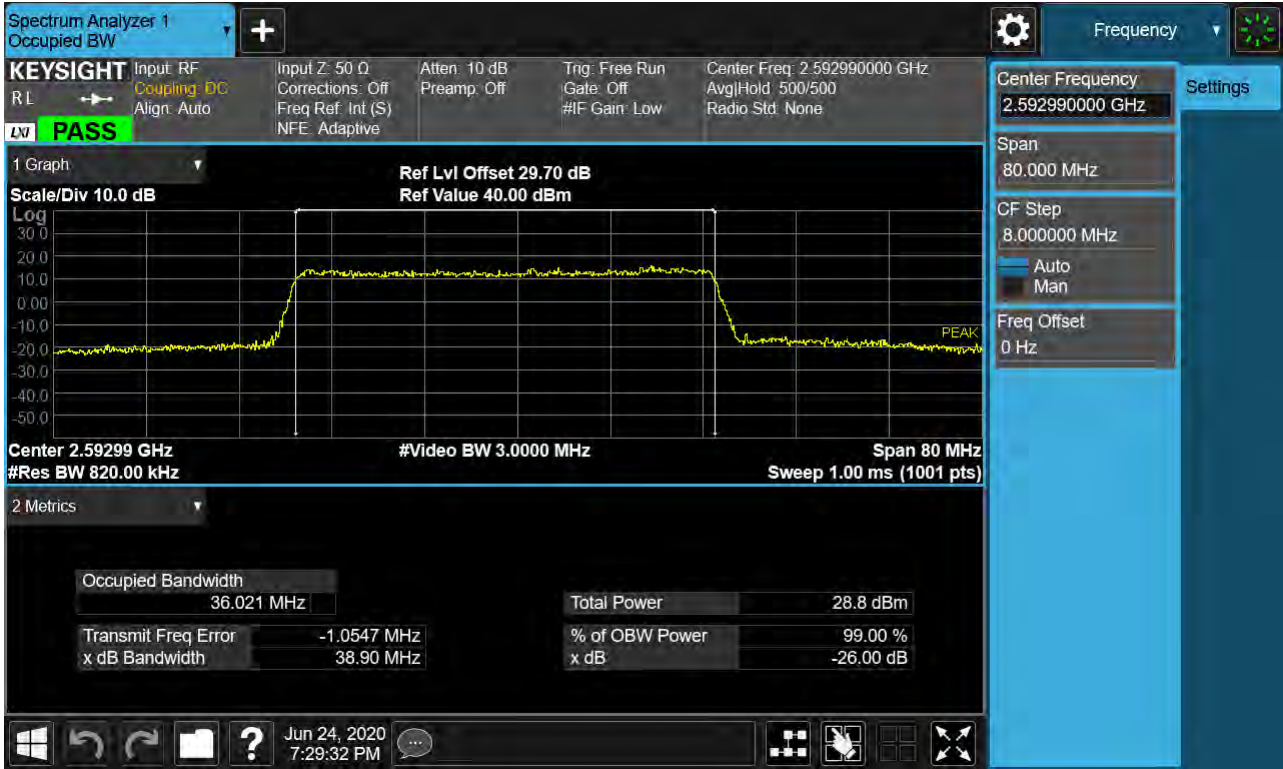 Spectrum Analyzer 1
Occupied BW
Frequency
KEYSIGHT
Input: RF
Input Z: 50 Ω
Atten: 10 dB
Trig: Free Run
Center Freq: 2.592990000 GHz
R L
Coupling: DC
Corrections: Off
Preamp: Off
Gate: Off
Avg|Hold: 500/500
Align: Auto
Freq Ref: Int (S)
#IF Gain: Low
Radio Std: None
LXI
PASS
NFE: Adaptive
Center Frequency
2.592990000 GHz
Settings
Span
80.000 MHz
CF Step
8.000000 MHz
Auto
Man
Freq Offset
0 Hz
1 Graph
Ref Lvl Offset 29.70 dB
Scale/Div 10.0 dB
Ref Value 40.00 dBm
Log
30.0
20.0
10.0
0.00
-10.0
PEAK
-20.0
-30.0
-40.0
-50.0
Center 2.59299 GHz
#Video BW 3.0000 MHz
Span 80 MHz
#Res BW 820.00 kHz
Sweep 1.00 ms (1001 pts)
2 Metrics
Occupied Bandwidth
36.021 MHz
Total Power
28.8 dBm
Transmit Freq Error
-1.0547 MHz
% of OBW Power
99.00 %
x dB Bandwidth
38.90 MHz
x dB
-26.00 dB
?
Jun 24, 2020
7:29:32 PM